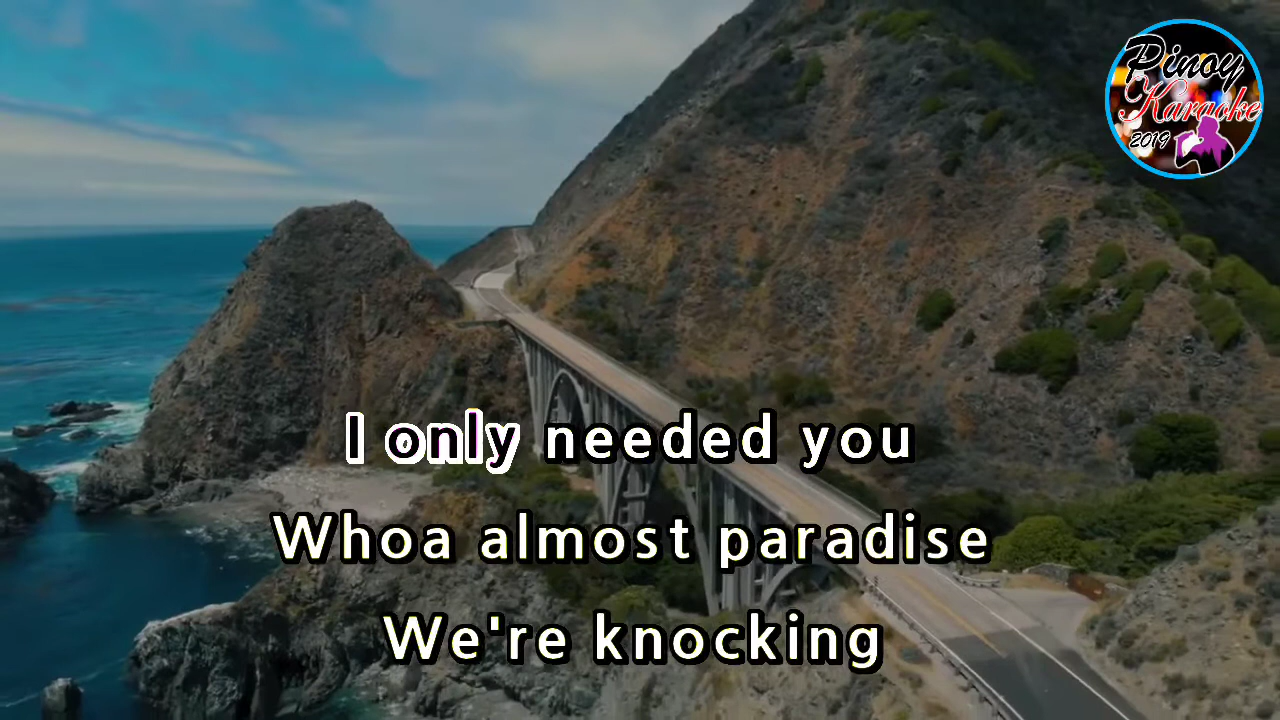 Pinoy
Karaoke
2019
I only needed you
Whoa almost paradise
We're knocking